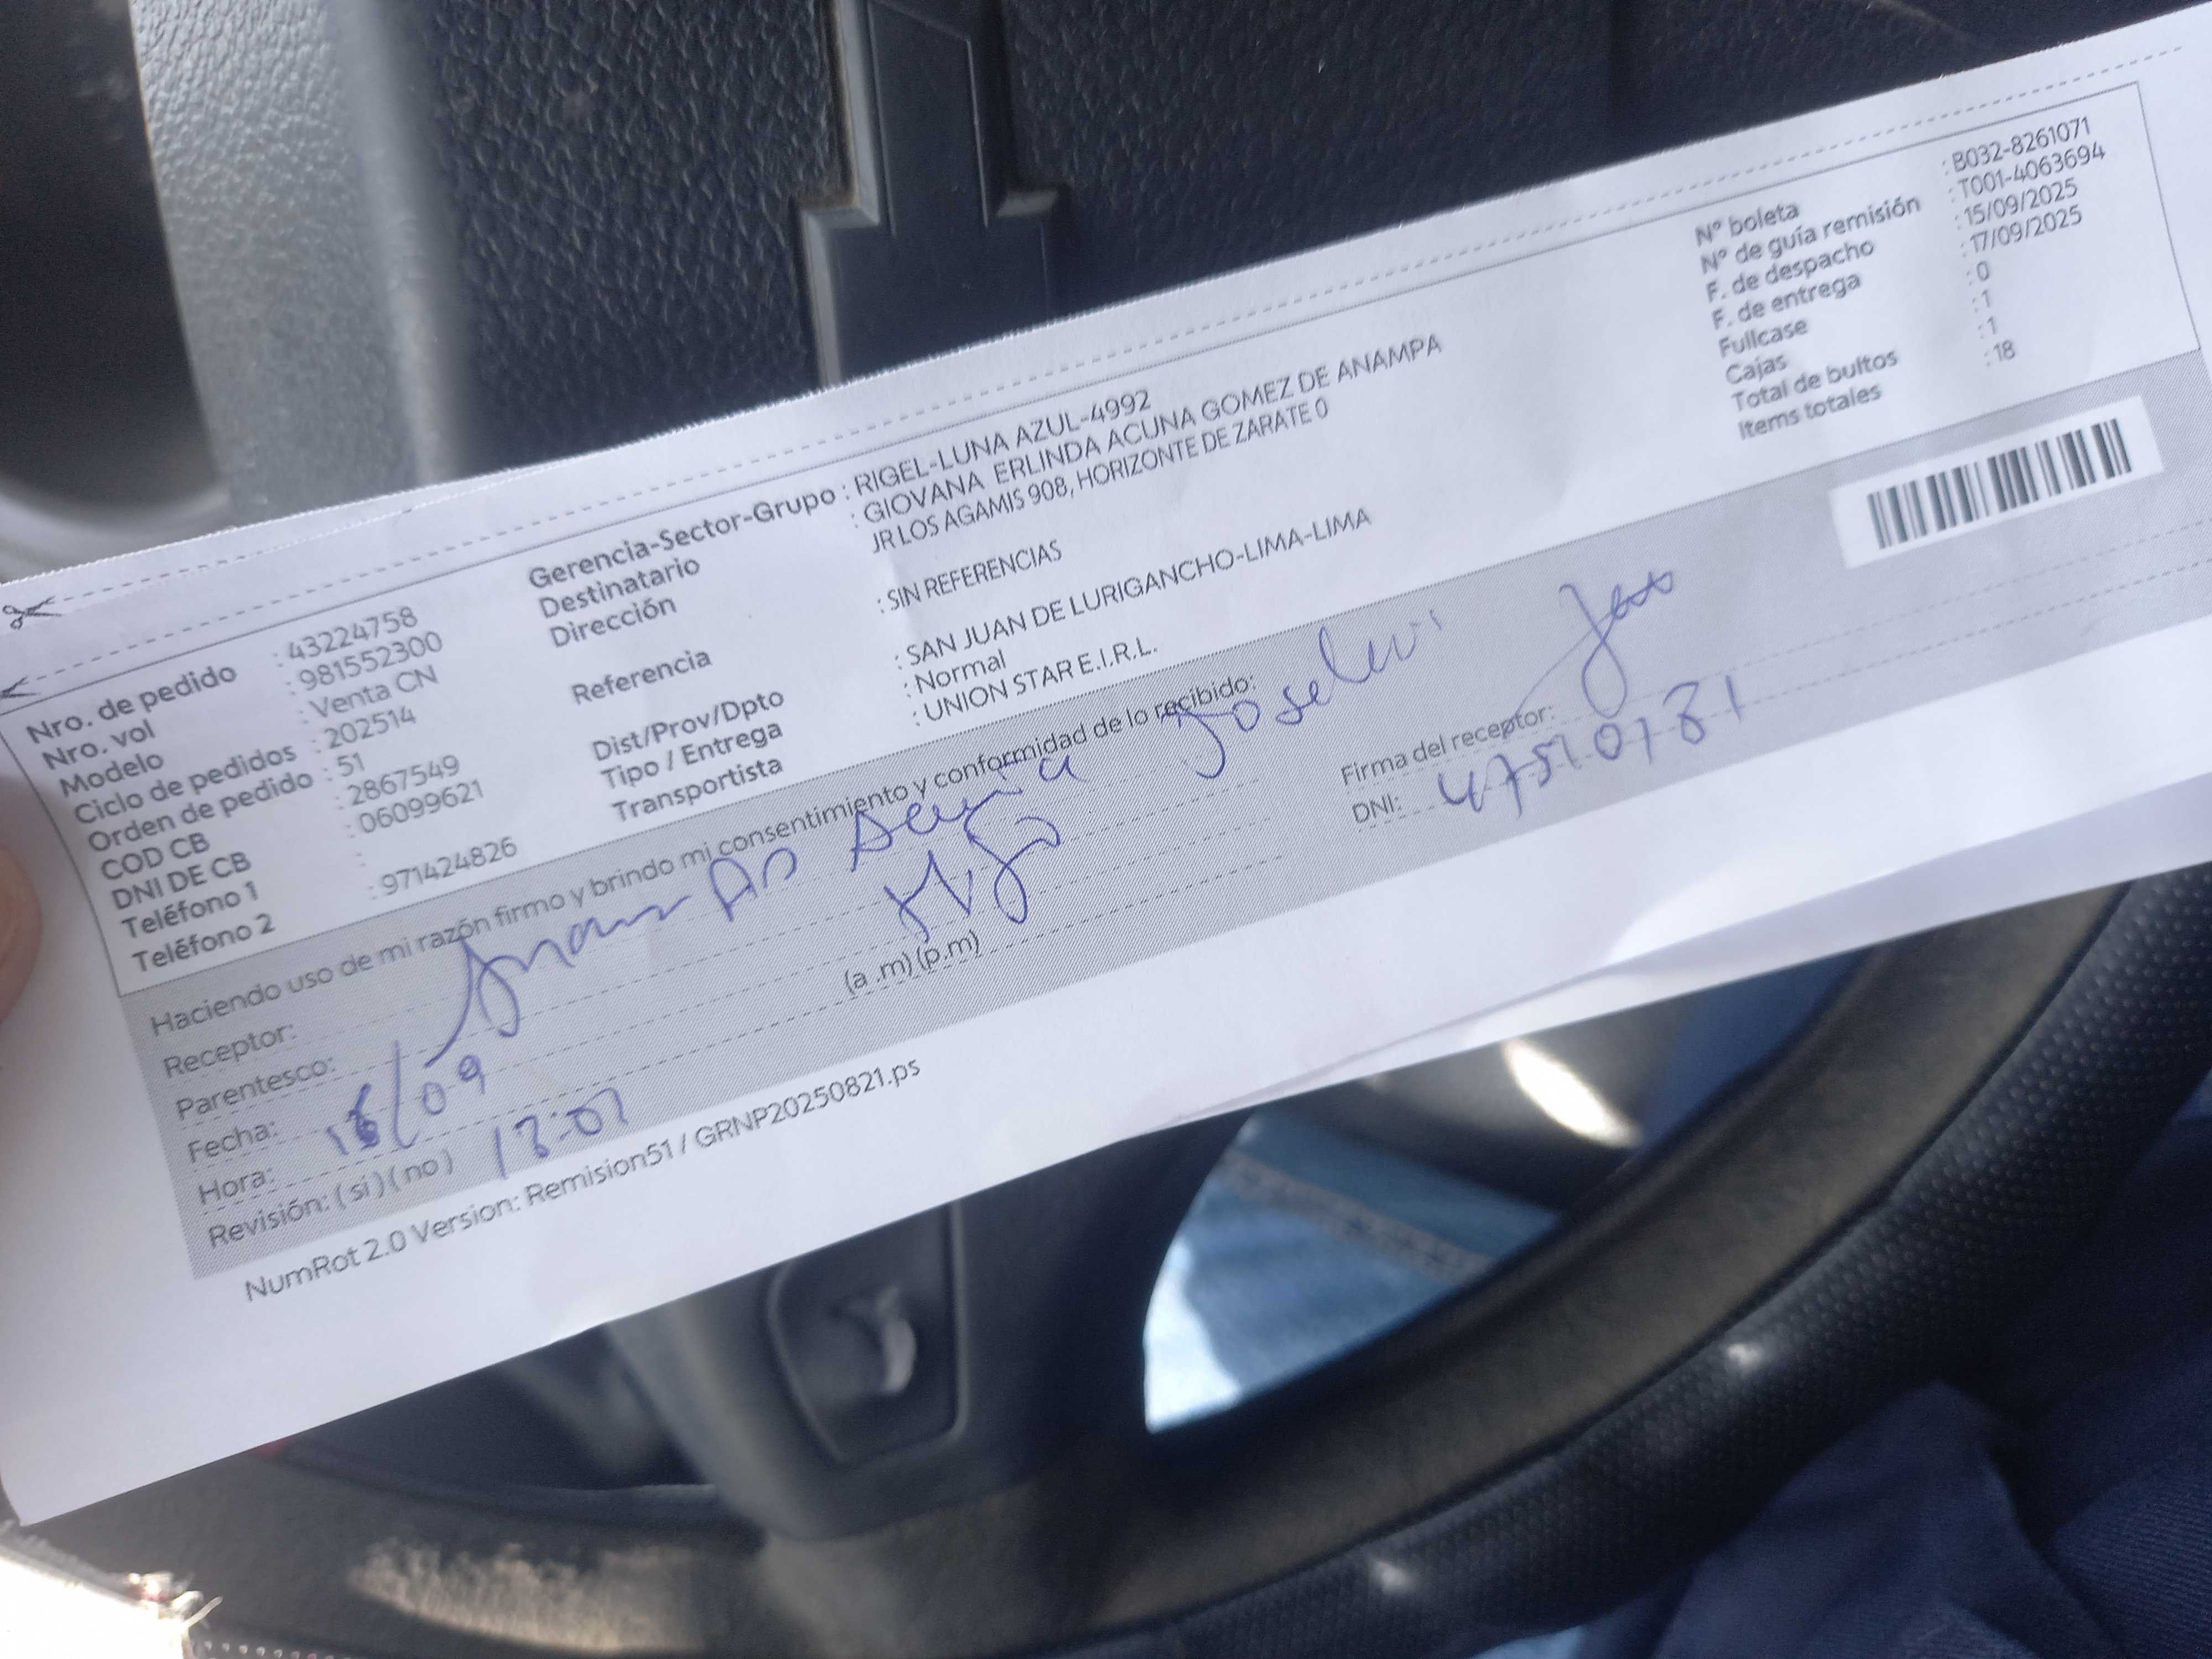 Nro. de pedido : 43224758
Nro. vol : 981552300
Modelo : Venta CN
Ciclo de pedidos : 202514
Orden de pedido : 51
COD CB : 2867549
DNI DE CB : 06099621
Teléfono 1 :
Teléfono 2 : 971424826
Gerencia-Sector-Grupo : RIGEL-LUNA AZUL-4992
Destinatario : GIOVANA ERLINDA ACUNA GOMEZ DE ANAMPA
Dirección JR LOS AGAMIS 908, HORIZONTE DE ZARATE 0
Referencia : SIN REFERENCIAS
Dist/Prov/Dpto : SAN JUAN DE LURIGANCHO-LIMA-LIMA
Tipo / Entrega : Normal
Transportista : UNION STAR E.I.R.L.
Nº boleta : B032-8261071
Nº de guía remisión : T001-4063694
F. de despacho : 15/09/2025
F. de entrega : 17/09/2025
Fullcase : 0
Cajas : 1
Total de bultos : 1
Items totales : 18
Haciendo uso de mi razón firmo y brindo mi consentimiento y conformidad de lo recibido:
Receptor: Acuña
Parentesco: Hija
Fecha: 16/09
Hora: 13:07 (a .m) (p.m)
Revisión: ( si ) ( no )
Firma del receptor:
DNI: 47510181
NumRot 2.0 Version: Remision51 / GRNP20250821.ps